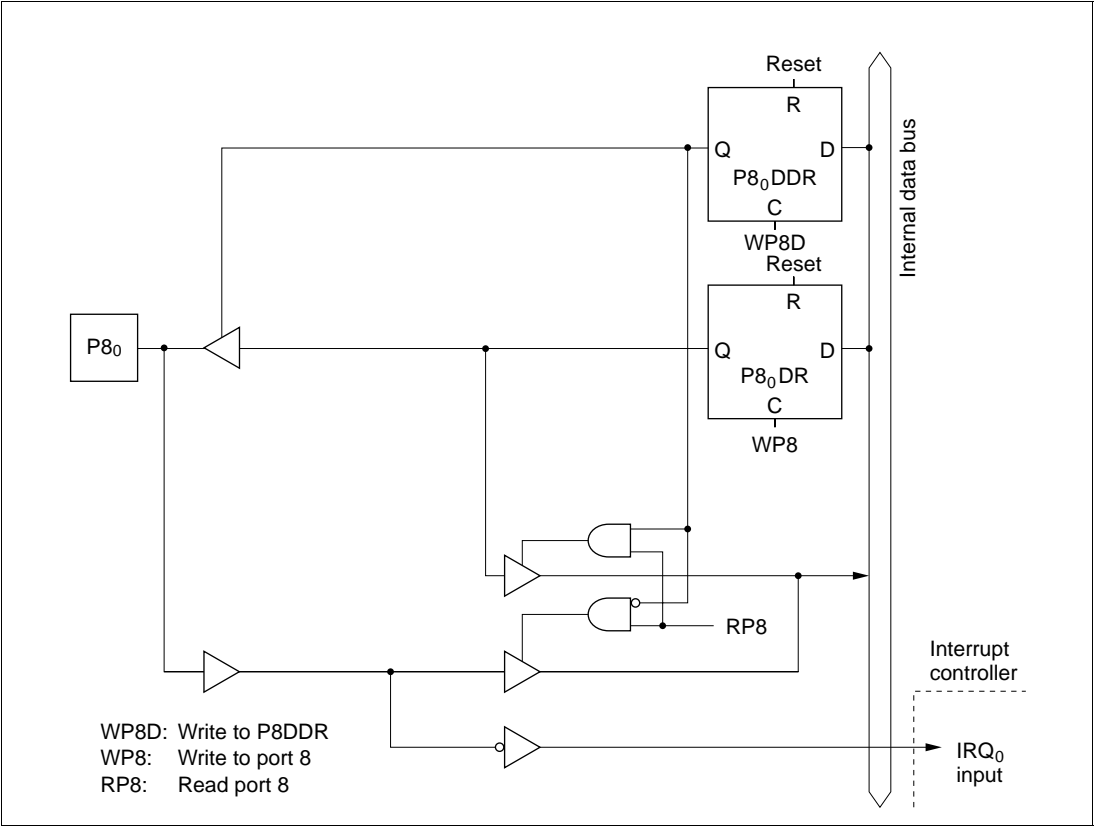 Reset
R
Q
D
P8₀DDR
C
WP8D
Internal data bus
Reset
R
P8₀
Q
D
P8₀DR
C
WP8
RP8
Interrupt
controller
WP8D: Write to P8DDR
WP8: Write to port 8
RP8: Read port 8
IRQ₀
input